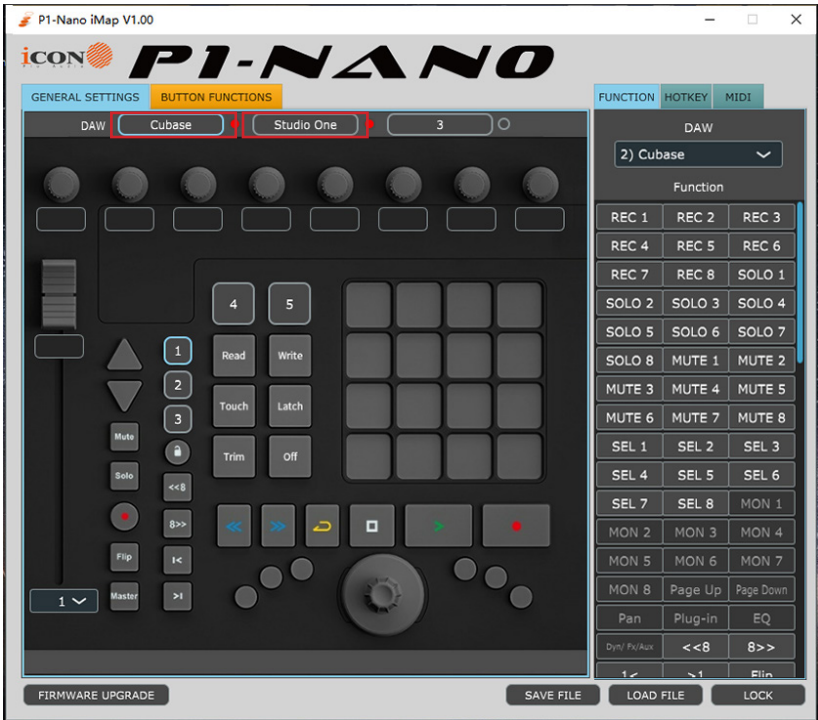 P1-Nano iMap V1.00
iCON P1-NANO
GENERAL SETTINGS BUTTON FUNCTIONS
FUNCTION HOTKEY MIDI
DAW Cubase Studio One 3
DAW
2) Cubase
Function
REC 1 REC 2 REC 3
REC 4 REC 5 REC 6
REC 7 REC 8 SOLO 1
SOLO 2 SOLO 3 SOLO 4
SOLO 5 SOLO 6 SOLO 7
SOLO 8 MUTE 1 MUTE 2
MUTE 3 MUTE 4 MUTE 5
MUTE 6 MUTE 7 MUTE 8
SEL 1 SEL 2 SEL 3
SEL 4 SEL 5 SEL 6
SEL 7 SEL 8 MON 1
MON 2 MON 3 MON 4
MON 5 MON 6 MON 7
MON 8 Page Up Page Down
Pan Plug-in EQ
Dyn/ Fx/Aux <<8 8>>
1< >1 Flip
4 5
1 Read Write
2
3 Touch Latch
Mute
Trim Off
Solo
<<8
8>>
Flip I<
1 Master >I
FIRMWARE UPGRADE SAVE FILE LOAD FILE LOCK